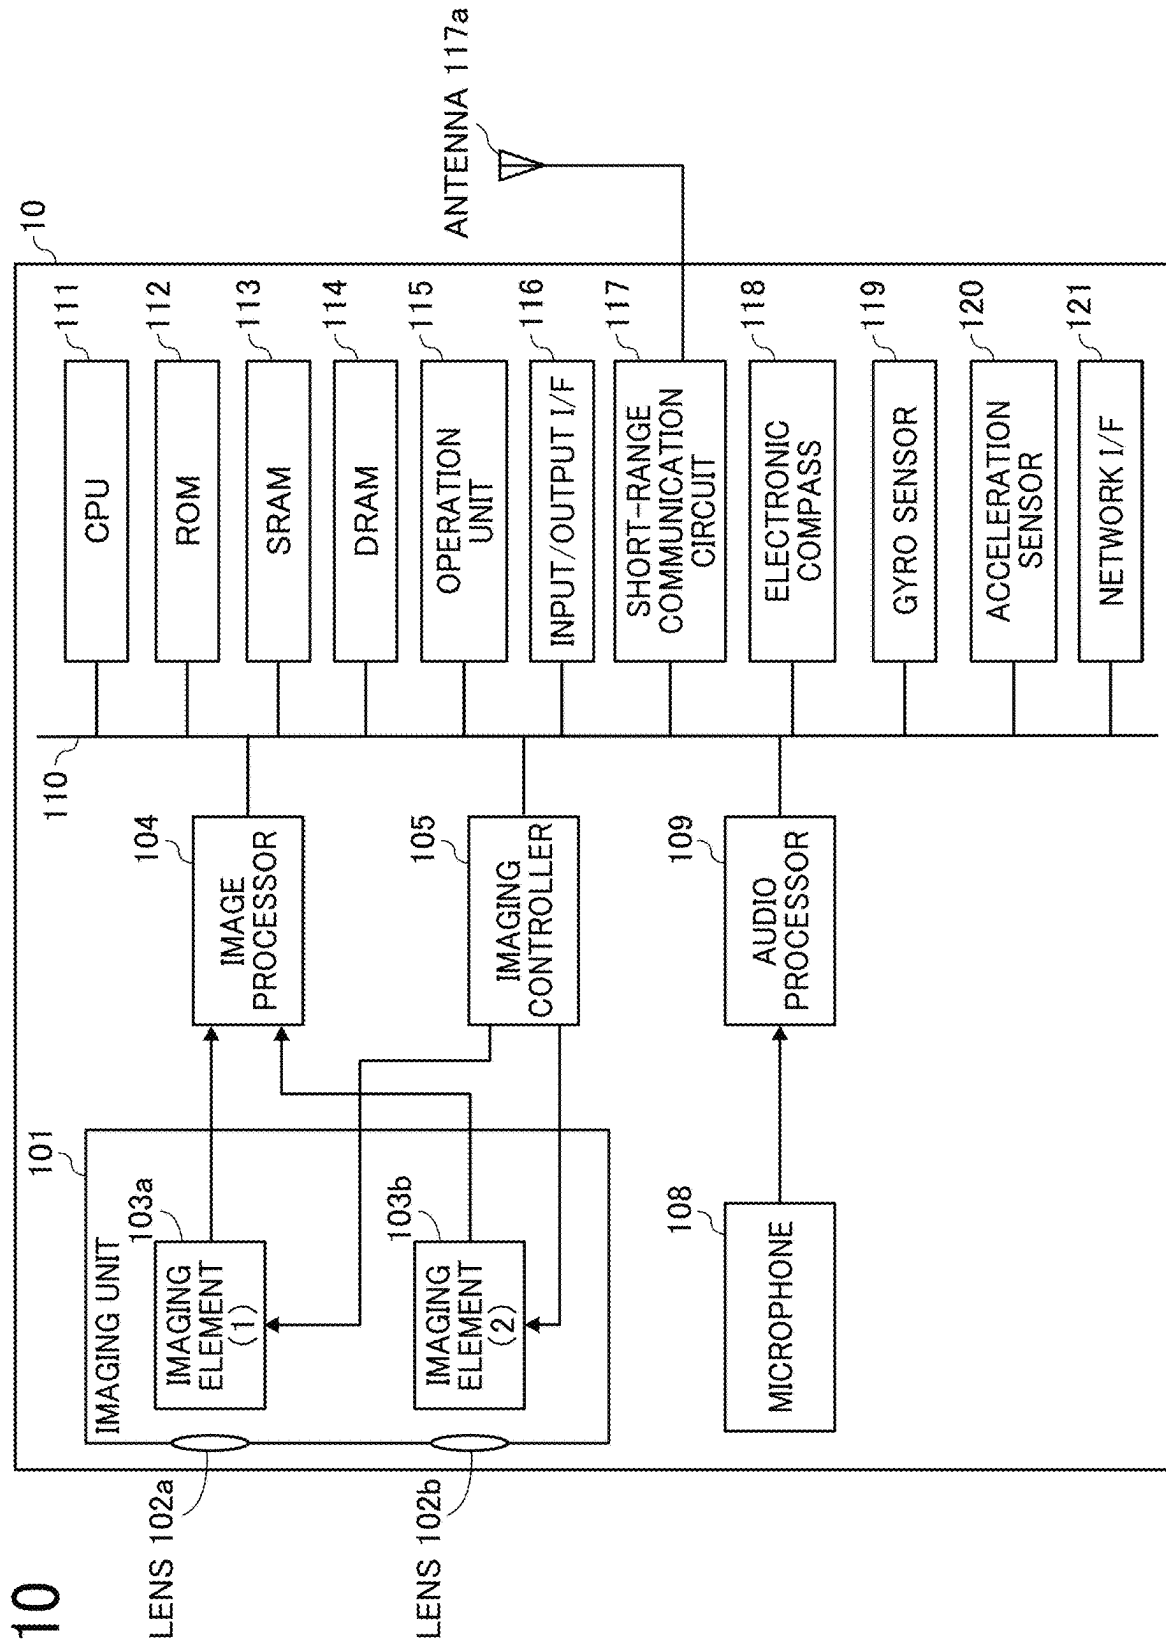 10
10
IMAGING UNIT
101
LENS 102a
IMAGING
ELEMENT
(1)
103a
LENS 102b
IMAGING
ELEMENT
(2)
103b
IMAGE
PROCESSOR
104
IMAGING
CONTROLLER
105
MICROPHONE
108
AUDIO
PROCESSOR
109
110
CPU
111
ROM
112
SRAM
113
DRAM
114
OPERATION
UNIT
115
INPUT/OUTPUT I/F
116
SHORT-RANGE
COMMUNICATION
CIRCUIT
117
ANTENNA 117a
ELECTRONIC
COMPASS
118
GYRO SENSOR
119
ACCELERATION
SENSOR
120
NETWORK I/F
121